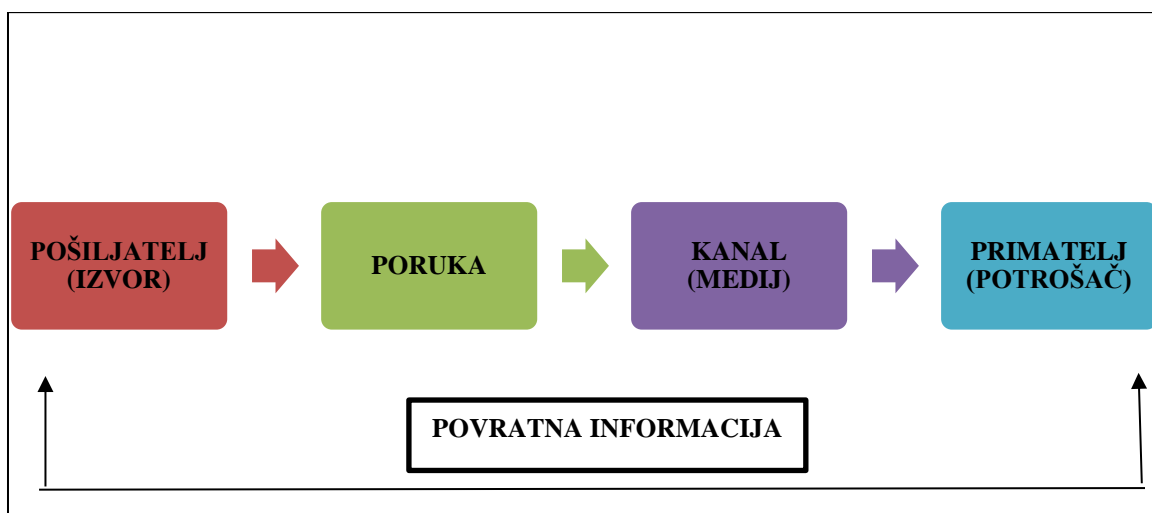 POŠILJATELJ
(IZVOR)
PORUKA
KANAL
(MEDIJ)
PRIMATELJ
(POTROŠAČ)
POVRATNA INFORMACIJA